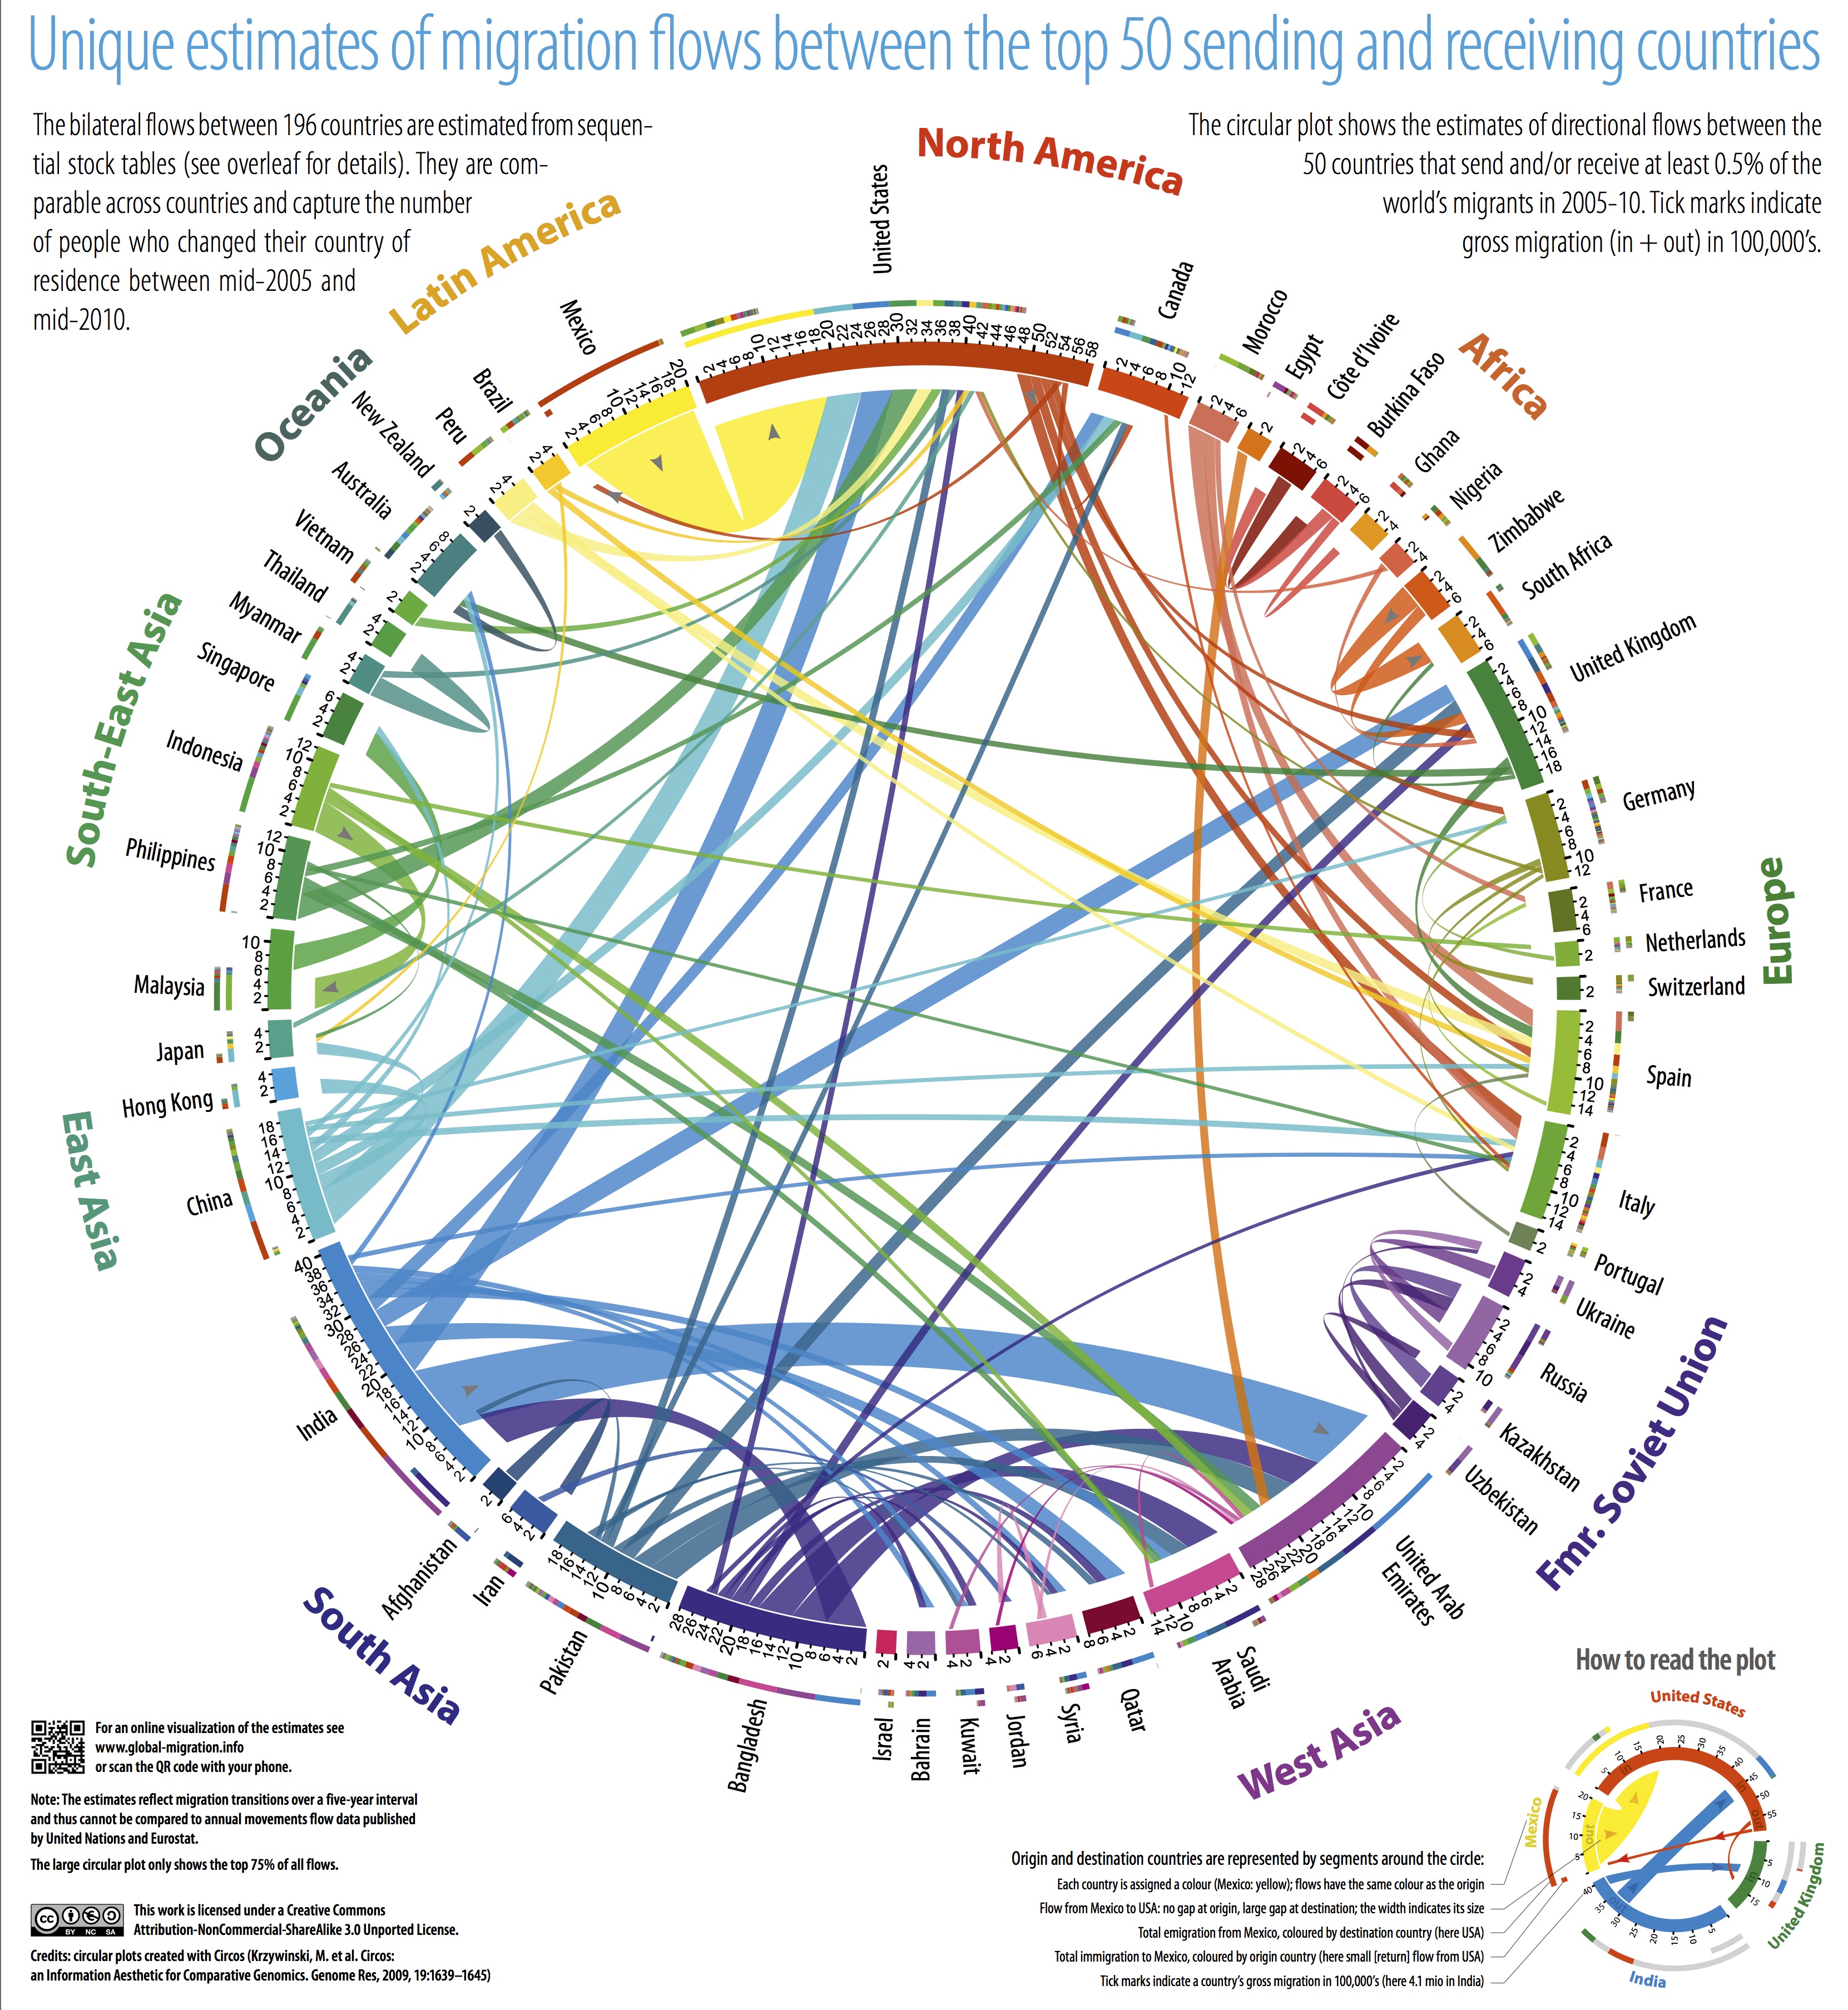 Unique estimates of migration flows between the top 50 sending and receiving countries
The bilateral flows between 196 countries are estimated from sequen-
tial stock tables (see overleaf for details). They are com-
parable across countries and capture the number
of people who changed their country of
residence between mid-2005 and
mid-2010.
The circular plot shows the estimates of directional flows between the
50 countries that send and/or receive at least 0.5% of the
world's migrants in 2005-10. Tick marks indicate
gross migration (in + out) in 100,000's.
North America
United States
Canada
Africa
Morocco
Egypt
Côte d'Ivoire
Burkina Faso
Ghana
Nigeria
Zimbabwe
South Africa
Europe
United Kingdom
Germany
France
Netherlands
Switzerland
Spain
Italy
Portugal
Fmr. Soviet Union
Ukraine
Russia
Kazakhstan
Uzbekistan
West Asia
United Arab
Emirates
Saudi
Arabia
Qatar
Syria
Jordan
Kuwait
Bahrain
Israel
South Asia
Bangladesh
Pakistan
Iran
Afghanistan
India
East Asia
China
Hong Kong
Japan
South-East Asia
Malaysia
Philippines
Indonesia
Singapore
Myanmar
Thailand
Vietnam
Oceania
Australia
New Zealand
Latin America
Peru
Brazil
Mexico
For an online visualization of the estimates see
www.global-migration.info
or scan the QR code with your phone.
Note: The estimates reflect migration transitions over a five-year interval
and thus cannot be compared to annual movements flow data published
by United Nations and Eurostat.
The large circular plot only shows the top 75% of all flows.
cc
BY NC SA
This work is licensed under a Creative Commons
Attribution-NonCommercial-ShareAlike 3.0 Unported License.
Credits: circular plots created with Circos (Krzywinski, M. et al. Circos:
an Information Aesthetic for Comparative Genomics. Genome Res, 2009, 19:1639–1645)
How to read the plot
United States
Mexico
United Kingdom
India
Origin and destination countries are represented by segments around the circle:
Each country is assigned a colour (Mexico: yellow); flows have the same colour as the origin
Flow from Mexico to USA: no gap at origin, large gap at destination; the width indicates its size
Total emigration from Mexico, coloured by destination country (here USA)
Total immigration to Mexico, coloured by origin country (here small [return] flow from USA)
Tick marks indicate a country's gross migration in 100,000's (here 4.1 mio in India)